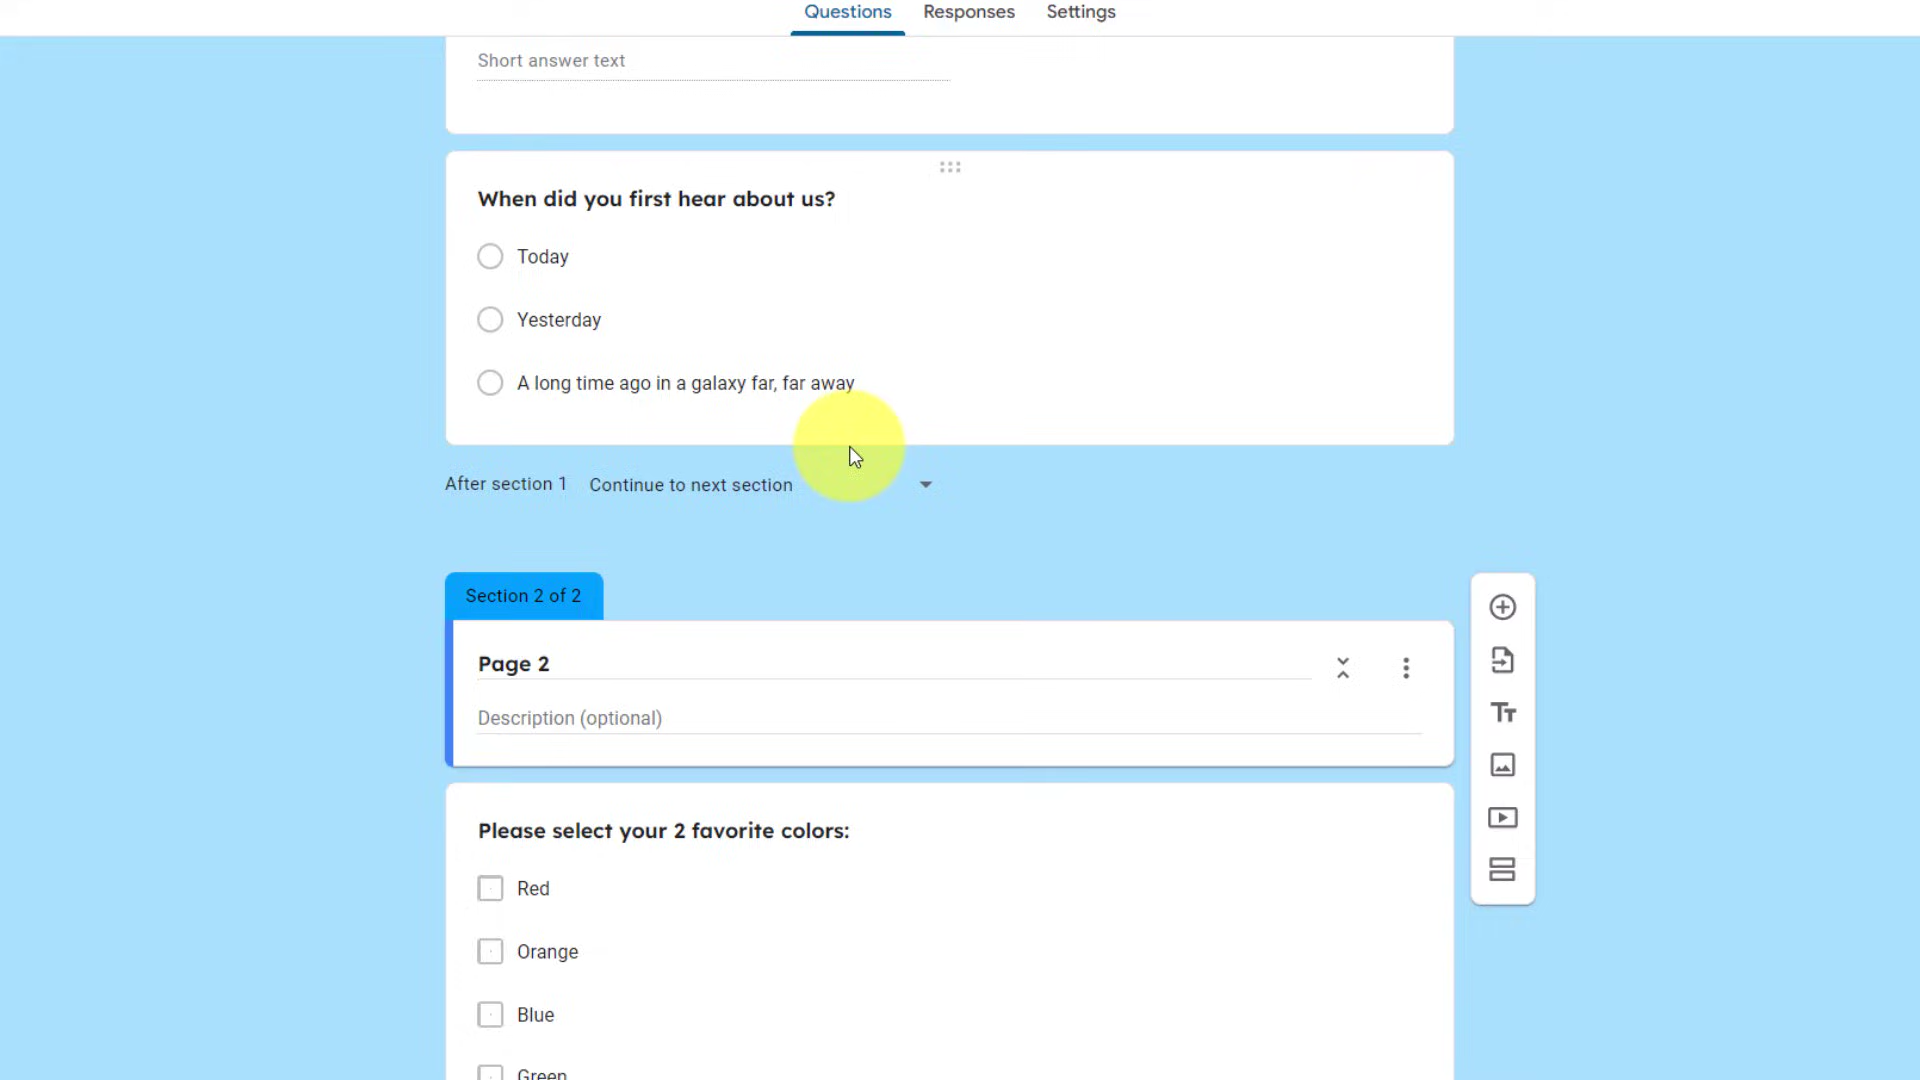 Questions Responses Settings
Short answer text
When did you first hear about us?
Today
Yesterday
A long time ago in a galaxy far, far away
After section 1 Continue to next section
Section 2 of 2
Page 2
Description (optional)
Please select your 2 favorite colors:
Red
Orange
Blue
Green